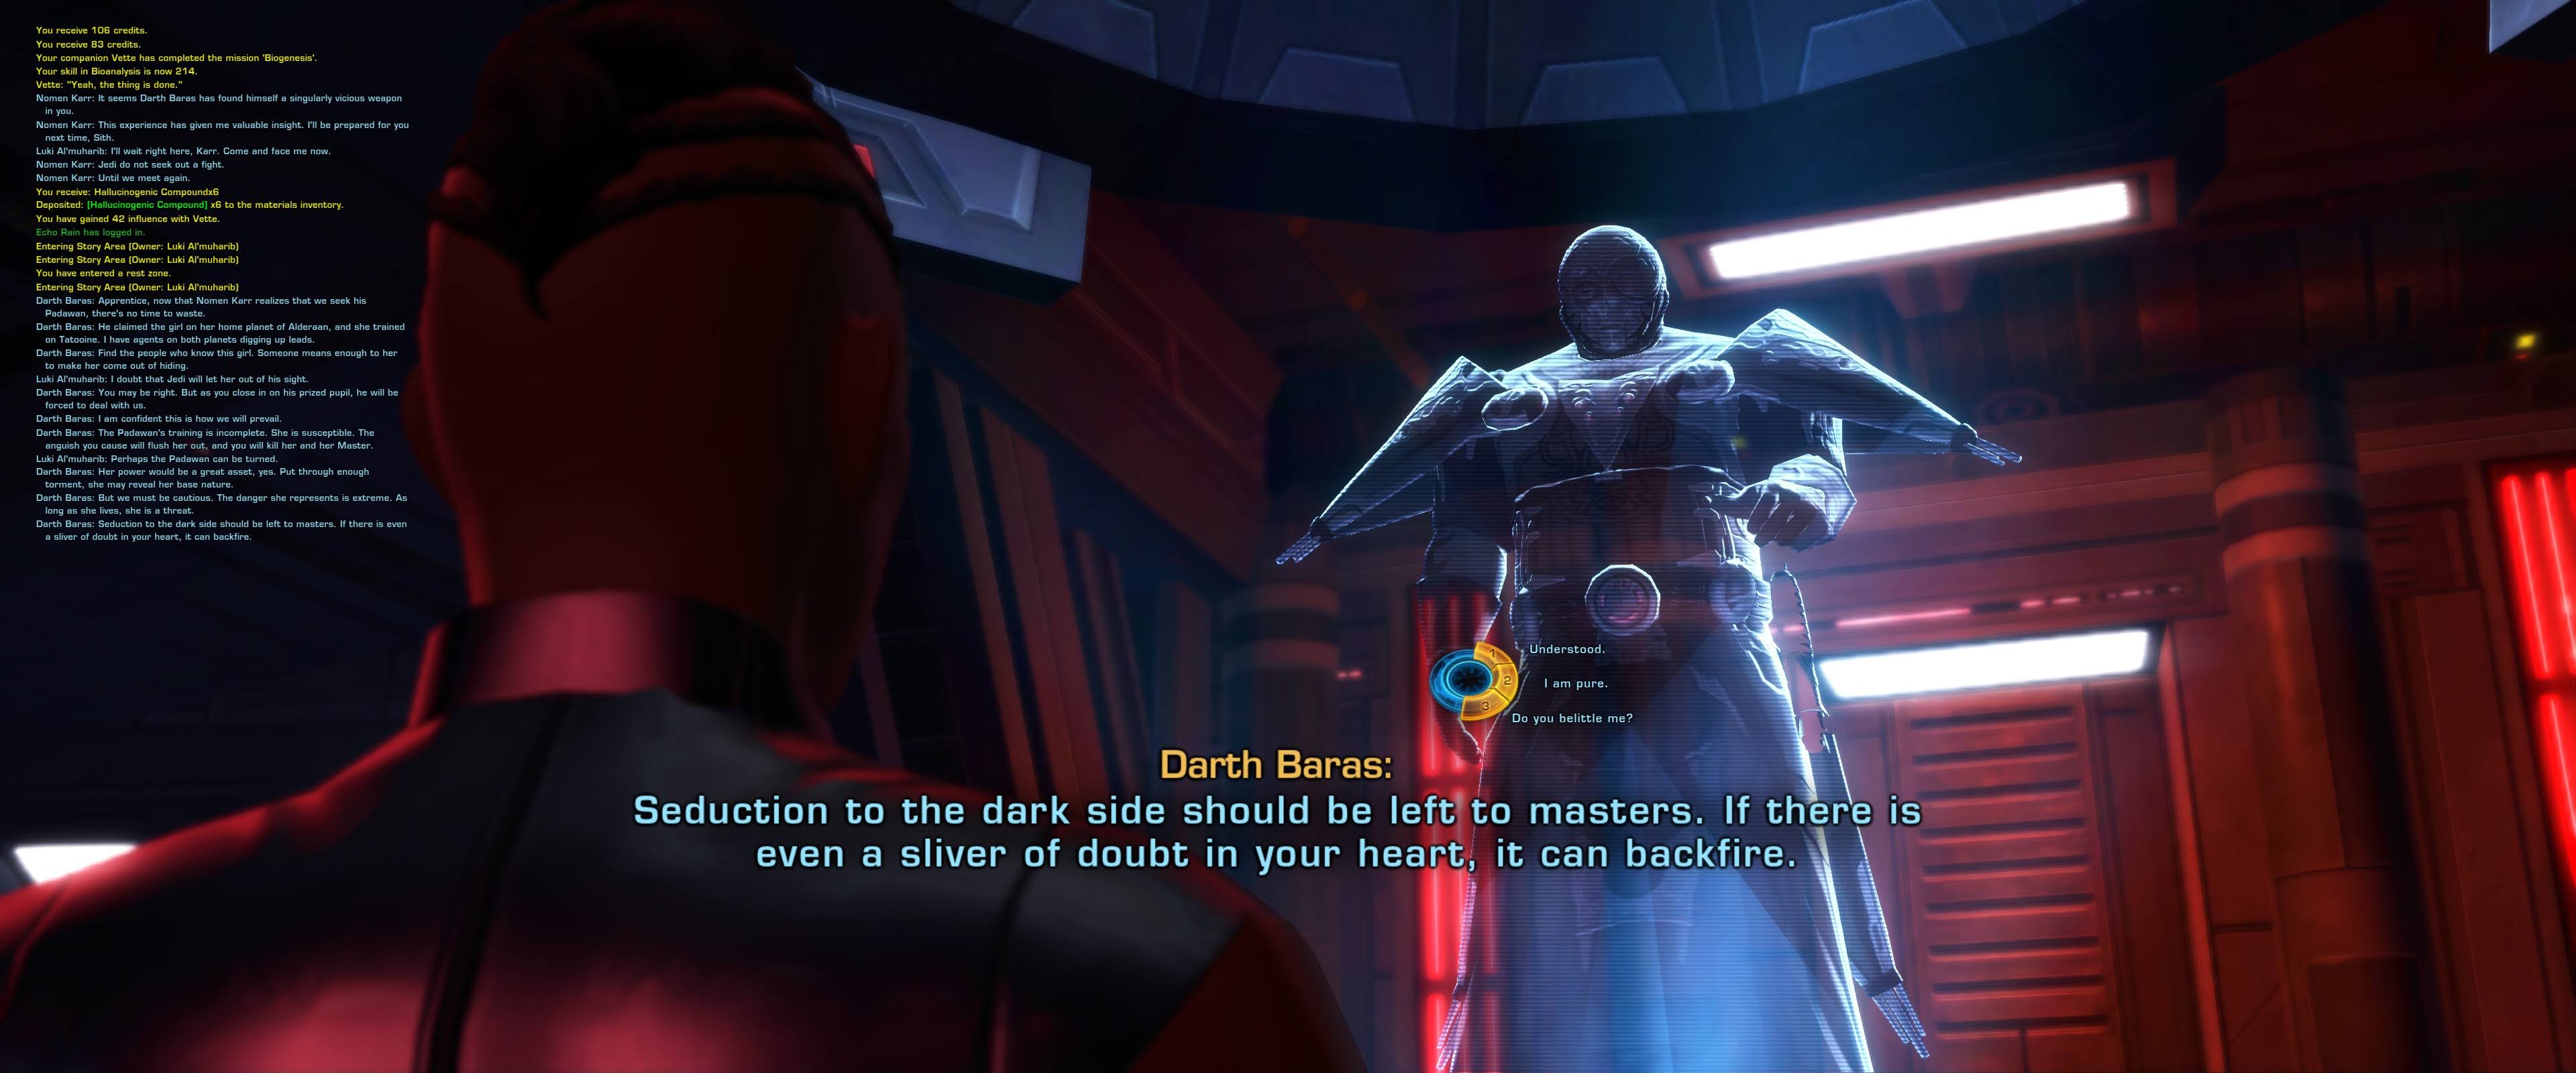 You receive 106 credits.
You receive 83 credits.
Your companion Vette has completed the mission 'Biogenesis'.
Your skill in Bioanalysis is now 214.
Vette: "Yeah, the thing is done."
Nomen Karr: It seems Darth Baras has found himself a singularly vicious weapon
in you.
Nomen Karr: This experience has given me valuable insight. I'll be prepared for you
next time, Sith.
Luki Al'muharib: I'll wait right here, Karr. Come and face me now.
Nomen Karr: Jedi do not seek out a fight.
Nomen Karr: Until we meet again.
You receive: Hallucinogenic Compoundx6
Deposited: [Hallucinogenic Compound] x6 to the materials inventory.
You have gained 42 influence with Vette.
Echo Rain has logged in.
Entering Story Area (Owner: Luki Al'muharib)
Entering Story Area (Owner: Luki Al'muharib)
You have entered a rest zone.
Entering Story Area (Owner: Luki Al'muharib)
Darth Baras: Apprentice, now that Nomen Karr realizes that we seek his
Padawan, there's no time to waste.
Darth Baras: He claimed the girl on her home planet of Alderaan, and she trained
on Tatooine. I have agents on both planets digging up leads.
Darth Baras: Find the people who know this girl. Someone means enough to her
to make her come out of hiding.
Luki Al'muharib: I doubt that Jedi will let her out of his sight.
Darth Baras: You may be right. But as you close in on his prized pupil, he will be
forced to deal with us.
Darth Baras: I am confident this is how we will prevail.
Darth Baras: The Padawan's training is incomplete. She is susceptible. The
anguish you cause will flush her out, and you will kill her and her Master.
Luki Al'muharib: Perhaps the Padawan can be turned.
Darth Baras: Her power would be a great asset, yes. Put through enough
torment, she may reveal her base nature.
Darth Baras: But we must be cautious. The danger she represents is extreme. As
long as she lives, she is a threat.
Darth Baras: Seduction to the dark side should be left to masters. If there is even
a sliver of doubt in your heart, it can backfire.
1 Understood.
2 I am pure.
3 Do you belittle me?
Darth Baras:
Seduction to the dark side should be left to masters. If there is
even a sliver of doubt in your heart, it can backfire.